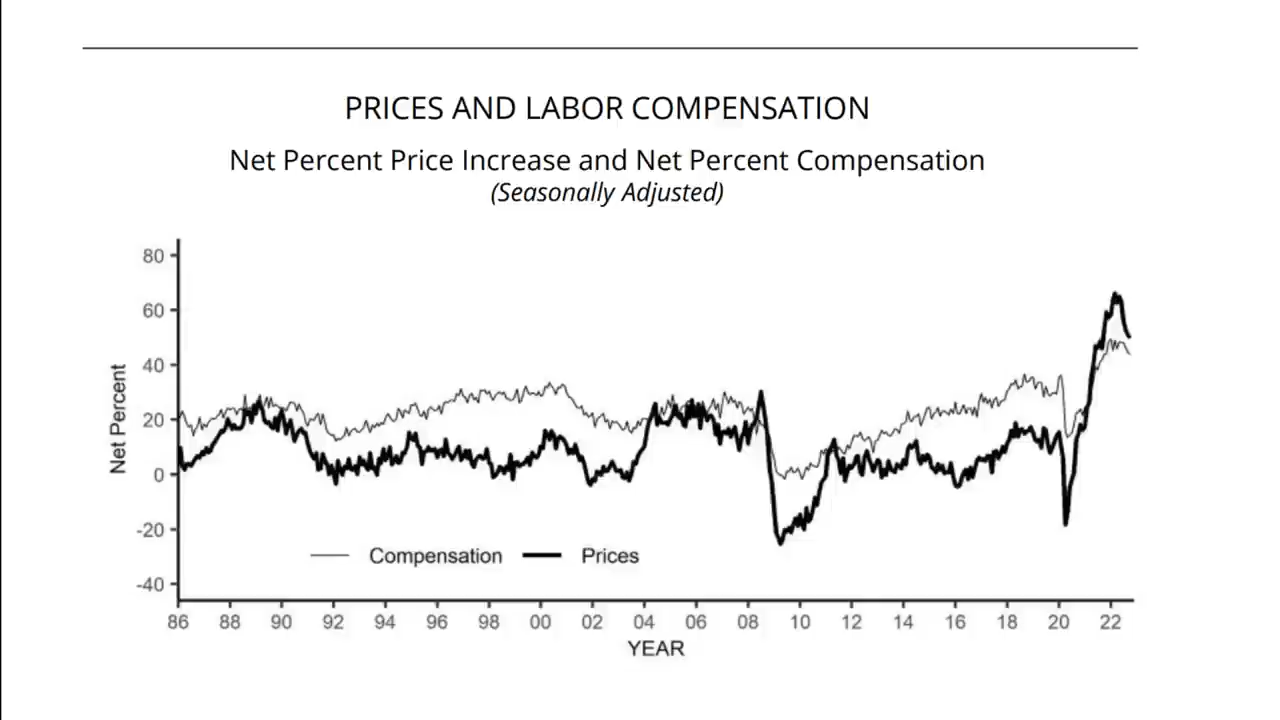 PRICES AND LABOR COMPENSATION
Net Percent Price Increase and Net Percent Compensation
(Seasonally Adjusted)
80
60
40
20
0
-20
-40
Net Percent
Compensation Prices
86 88 90 92 94 96 98 00 02 04 06 08 10 12 14 16 18 20 22
YEAR